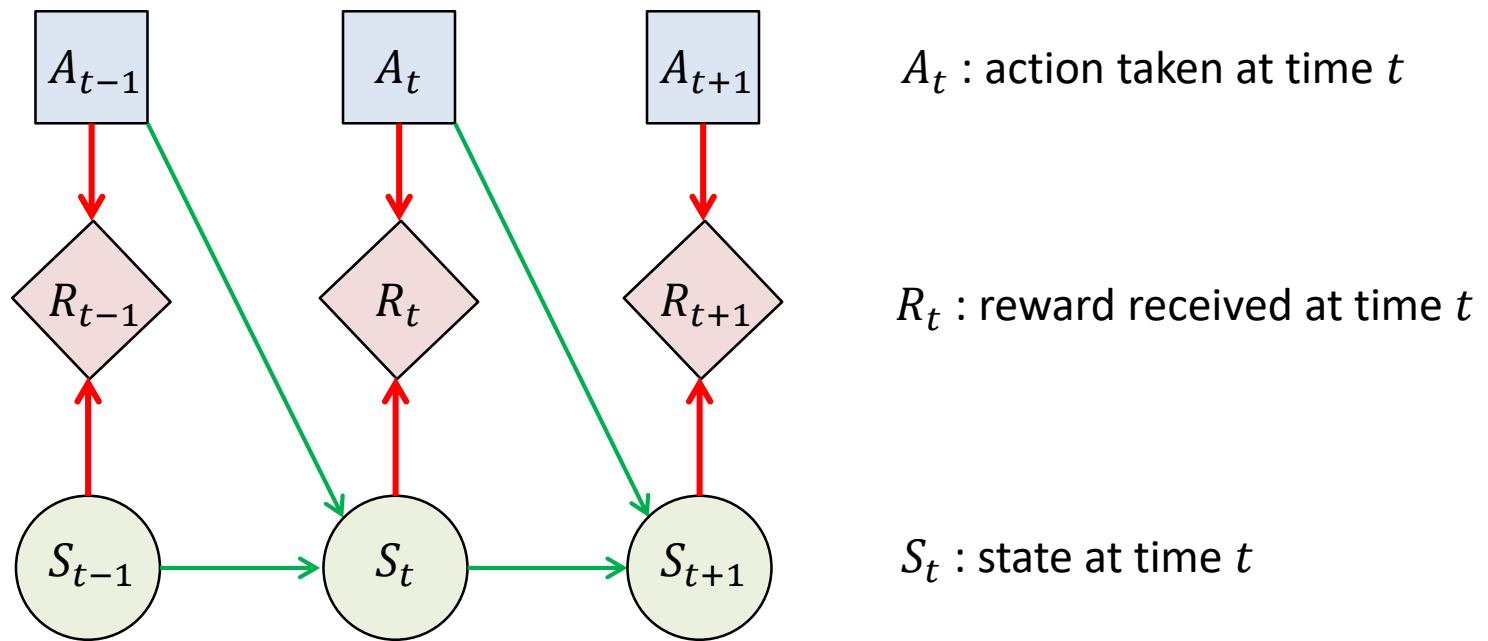 A_{t−1} A_t A_{t+1} A_t : action taken at time t
R_{t−1} R_t R_{t+1} R_t : reward received at time t
S_{t−1} S_t S_{t+1} S_t : state at time t